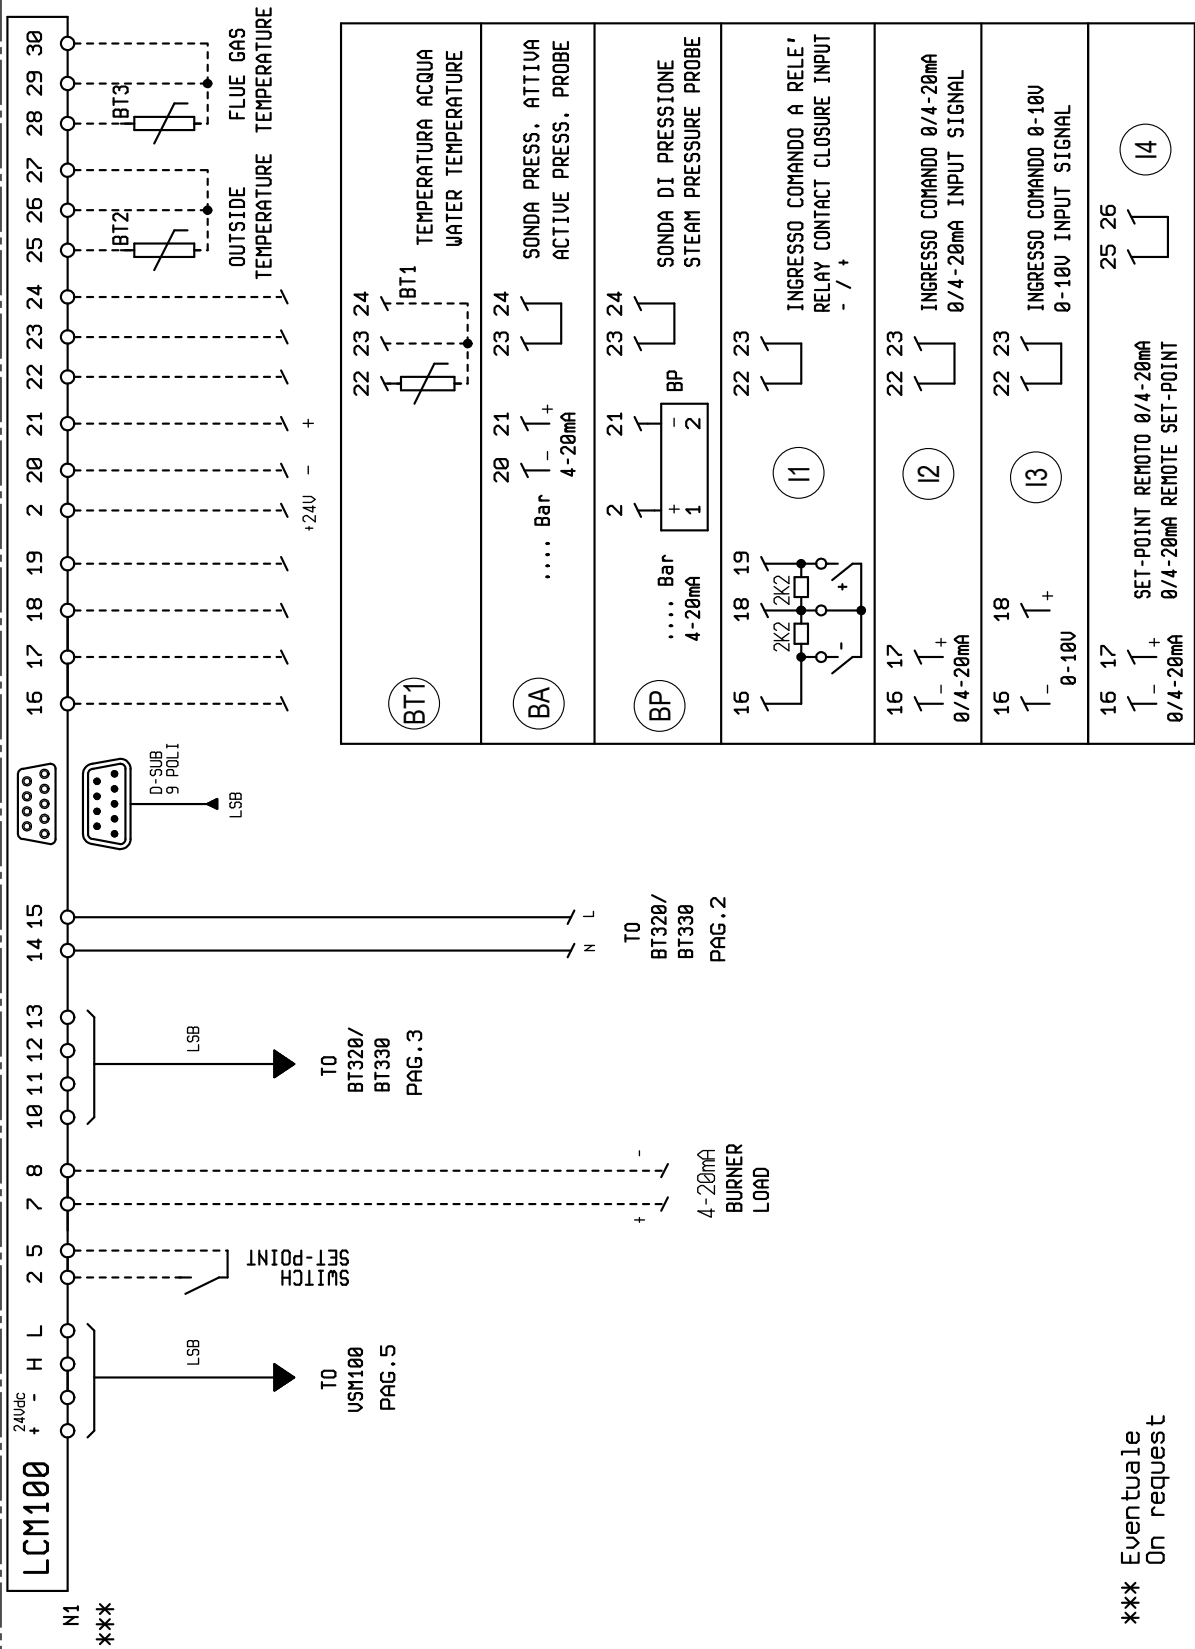 N1
***
LCM100
24Vdc
+ - H L 2 5 7 8 10 11 12 13 14 15 16 17 18 19 2 20 21 22 23 24 25 26 27 28 29 30
LSB
TO
VSM100
PAG.5
SWITCH
SET-POINT
+ -
4-20mA
BURNER
LOAD
LSB
TO
BT320/
BT330
PAG.3
N L
TO
BT320/
BT330
PAG.2
D-SUB
9 POLI
LSB
+24V - +
BT2
OUTSIDE
TEMPERATURE
BT3
FLUE GAS
TEMPERATURE
BT1
22 23 24
BT1
TEMPERATURA ACQUA
WATER TEMPERATURE
BA
.... Bar
20 21 23 24
- +
4-20mA
SONDA PRESS. ATTIVA
ACTIVE PRESS. PROBE
BP
.... Bar
4-20mA
2 21 23 24
+ -
1 2
BP
SONDA DI PRESSIONE
STEAM PRESSURE PROBE
16 18 19 22 23
2K2 2K2
- +
I1
INGRESSO COMANDO A RELE'
RELAY CONTACT CLOSURE INPUT
- / +
16 17 22 23
- +
0/4-20mA
I2
INGRESSO COMANDO 0/4-20mA
0/4-20mA INPUT SIGNAL
16 18 22 23
- +
0-10V
I3
INGRESSO COMANDO 0-10V
0-10V INPUT SIGNAL
16 17 25 26
- +
0/4-20mA
SET-POINT REMOTO 0/4-20mA
0/4-20mA REMOTE SET-POINT
I4
*** Eventuale
On request